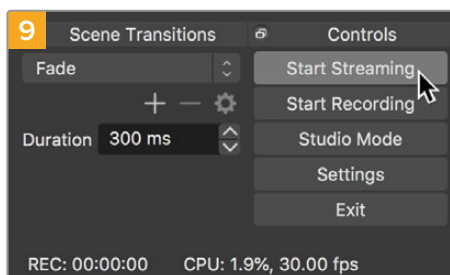 9
Scene Transitions
Fade
Duration 300 ms
Controls
Start Streaming
Start Recording
Studio Mode
Settings
Exit
REC: 00:00:00 CPU: 1.9%, 30.00 fps